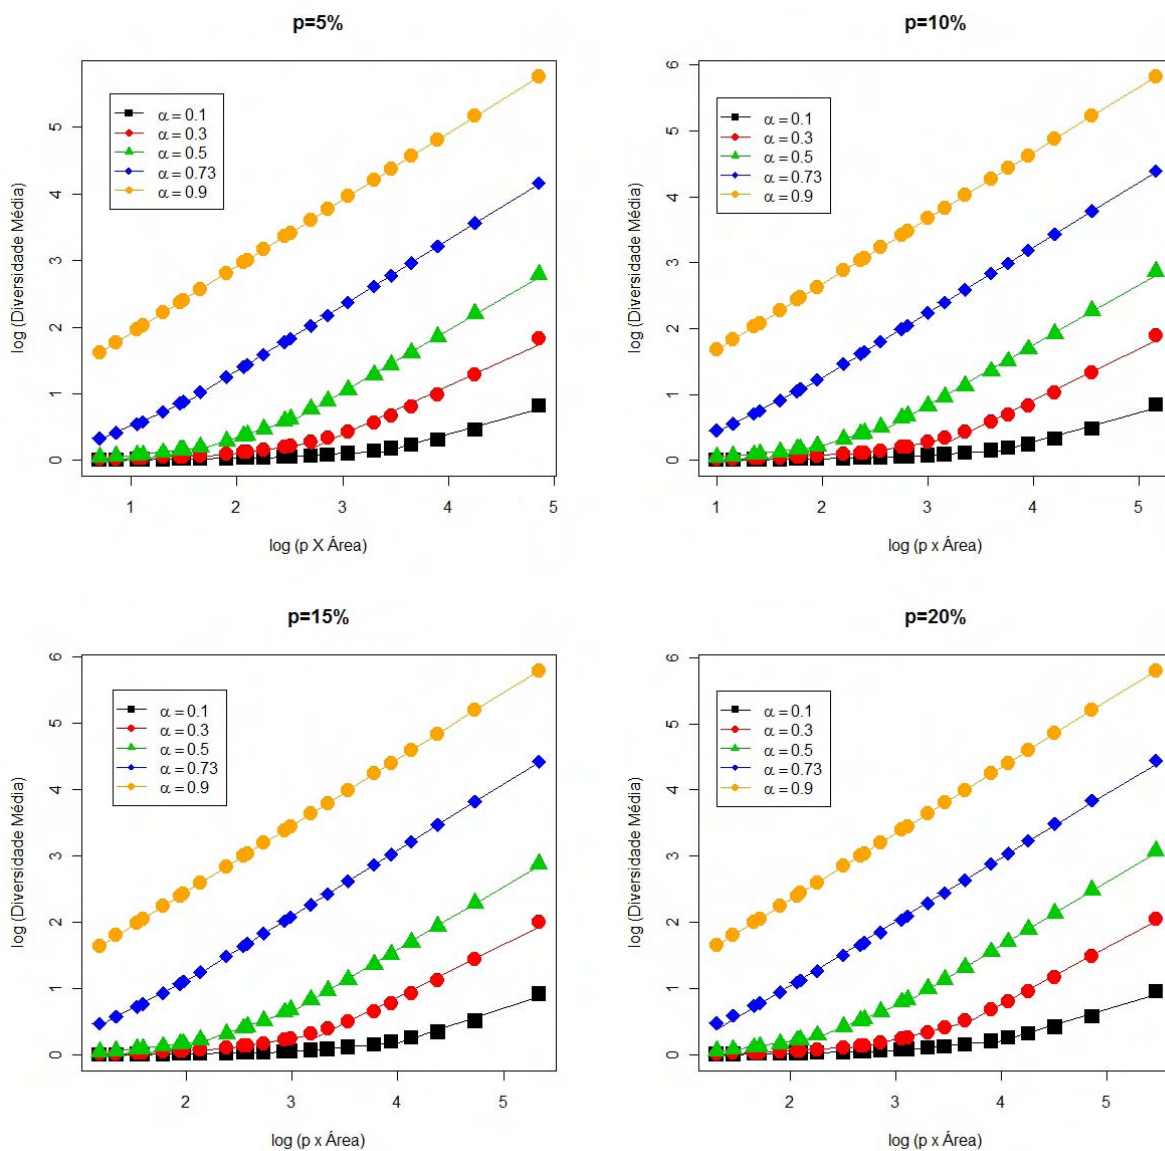 p=5%
log (Diversidade Média)
5
4
3
2
1
0
α = 0.1
α = 0.3
α = 0.5
α = 0.73
α = 0.9
1 2 3 4 5
log (p X Área)
p=10%
log (Diversidade Média)
6
5
4
3
2
1
0
α = 0.1
α = 0.3
α = 0.5
α = 0.73
α = 0.9
1 2 3 4 5
log (p x Área)
p=15%
log (Diversidade Média)
6
5
4
3
2
1
0
α = 0.1
α = 0.3
α = 0.5
α = 0.73
α = 0.9
2 3 4 5
log (p x Área)
p=20%
log (Diversidade Média)
6
5
4
3
2
1
0
α = 0.1
α = 0.3
α = 0.5
α = 0.73
α = 0.9
2 3 4 5
log (p x Área)